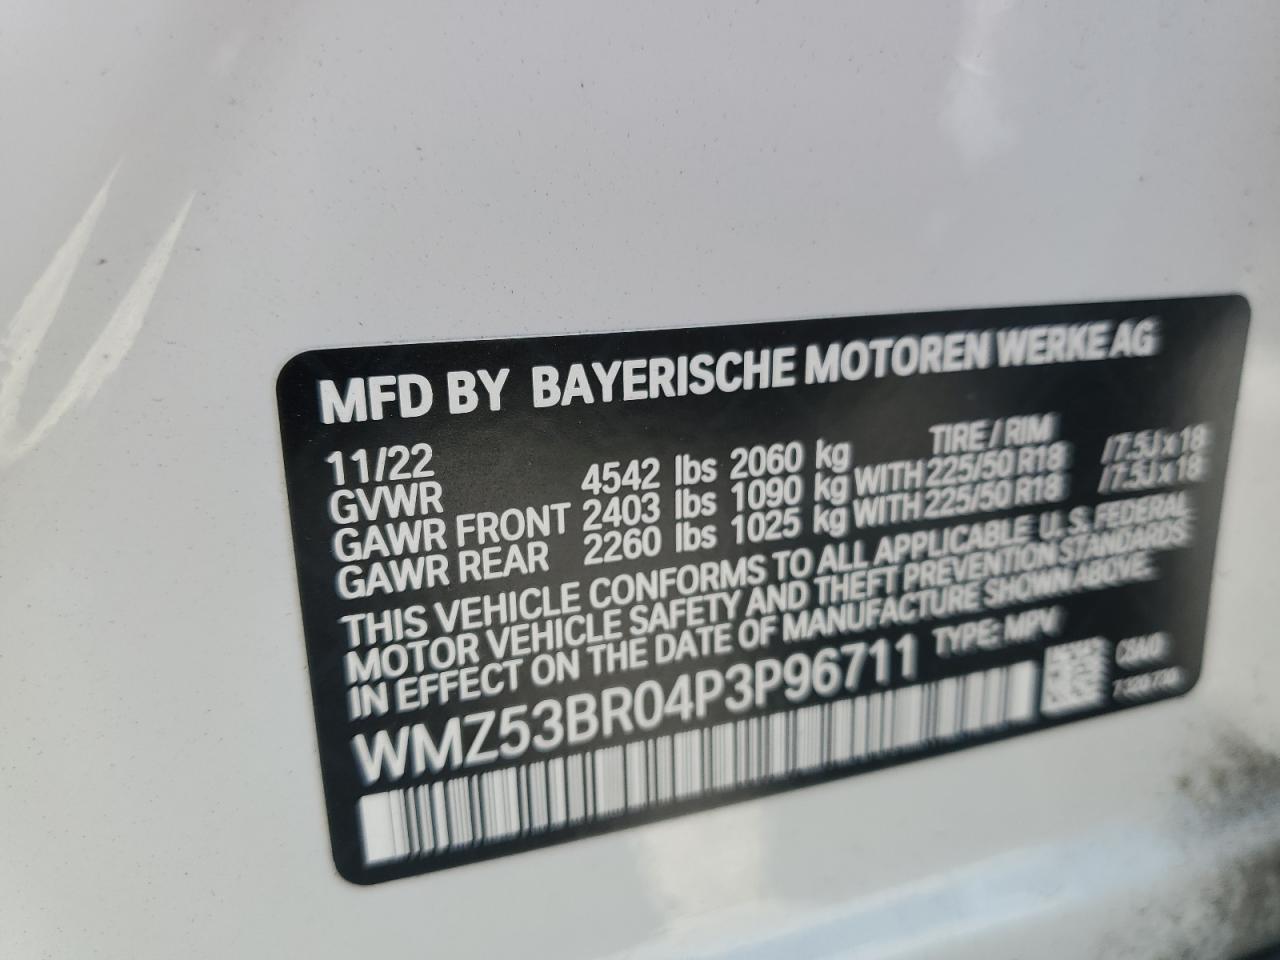 MFD BY BAYERISCHE MOTOREN WERKE AG
11/22
GVWR 4542 lbs 2060 kg TIRE / RIM
GAWR FRONT 2403 lbs 1090 kg WITH 225/50 R18 /7.5J x 18
GAWR REAR 2260 lbs 1025 kg WITH 225/50 R18 /7.5J x 18
THIS VEHICLE CONFORMS TO ALL APPLICABLE U. S. FEDERAL
MOTOR VEHICLE SAFETY AND THEFT PREVENTION STANDARDS
IN EFFECT ON THE DATE OF MANUFACTURE SHOWN ABOVE.
WMZ53BR04P3P96711 TYPE: MPV